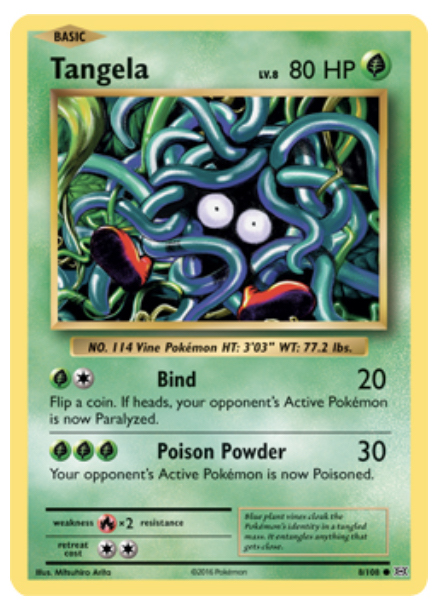 BASIC
Tangela LV.8 80 HP
NO. 114 Vine Pokémon HT: 3'03" WT: 77.2 lbs.
Bind 20
Flip a coin. If heads, your opponent's Active Pokémon
is now Paralyzed.
Poison Powder 30
Your opponent's Active Pokémon is now Poisoned.
weakness ×2 resistance
retreat
cost
Blue plant vines cloak the
Pokémon's identity in a tangled
mass. It entangles anything that
gets close.
Illus. Mitsuhiro Arita ©2016 Pokémon 8/108